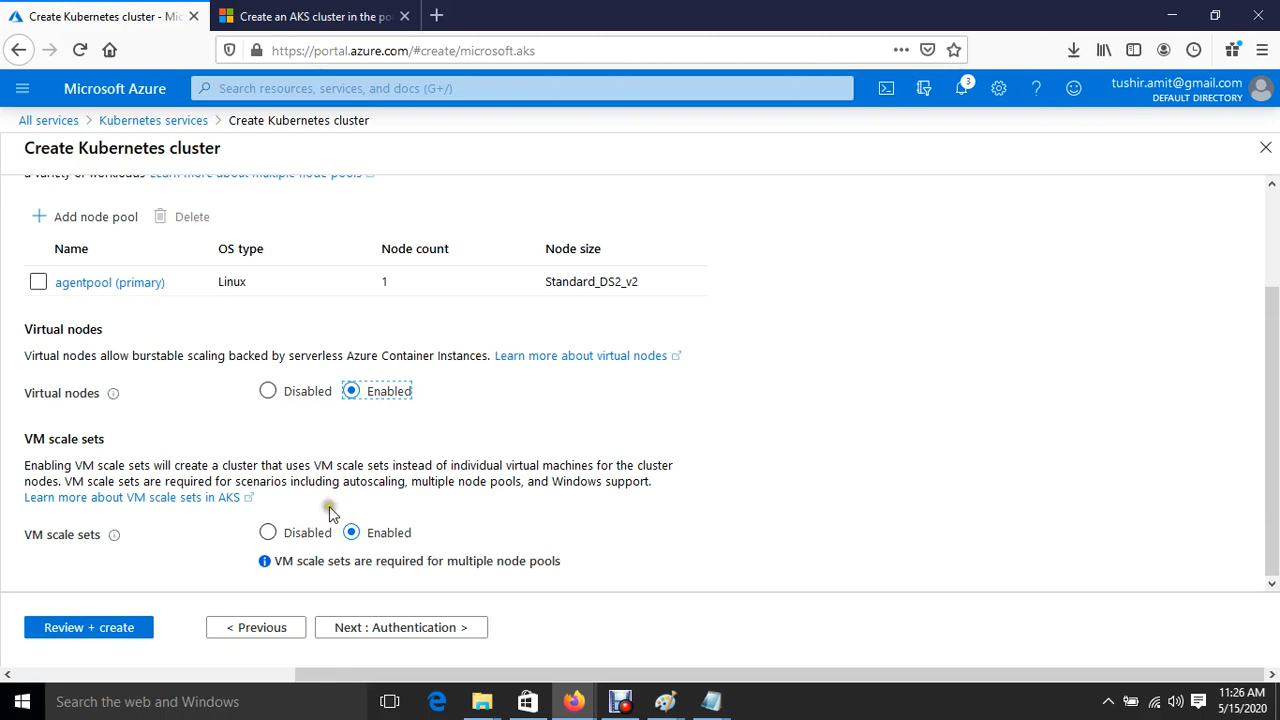 Create Kubernetes cluster - Mic
Create an AKS cluster in the po
https://portal.azure.com/#create/microsoft.aks
Microsoft Azure
Search resources, services, and docs (G+/)
3
tushir.amit@gmail.com
DEFAULT DIRECTORY
All services > Kubernetes services > Create Kubernetes cluster
Create Kubernetes cluster
a variety of workloads Learn more about multiple node pools
Add node pool Delete
Name OS type Node count Node size
agentpool (primary) Linux 1 Standard_DS2_v2
Virtual nodes
Virtual nodes allow burstable scaling backed by serverless Azure Container Instances. Learn more about virtual nodes
Virtual nodes Disabled Enabled
VM scale sets
Enabling VM scale sets will create a cluster that uses VM scale sets instead of individual virtual machines for the cluster
nodes. VM scale sets are required for scenarios including autoscaling, multiple node pools, and Windows support.
Learn more about VM scale sets in AKS
VM scale sets Disabled Enabled
VM scale sets are required for multiple node pools
Review + create < Previous Next : Authentication >
Search the web and Windows
11:26 AM
5/15/2020